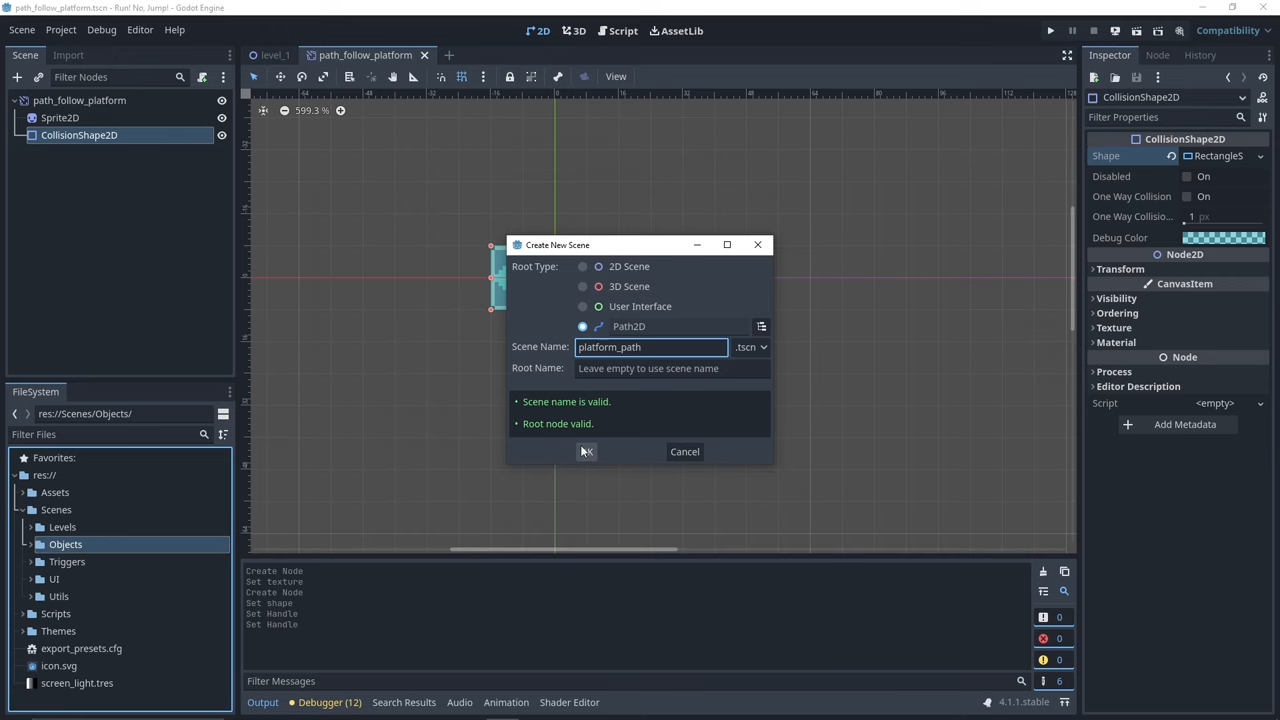 path_follow_platform.tscn - Run! No, Jump! - Godot Engine
Scene Project Debug Editor Help
2D 3D Script AssetLib
Compatibility
Scene Import
level_1 path_follow_platform
Inspector Node History
Filter Nodes
View
path_follow_platform
Sprite2D
CollisionShape2D
599.3 %
CollisionShape2D
Filter Properties
CollisionShape2D
Shape RectangleS
Disabled On
One Way Collision On
One Way Collisio... 1 px
Debug Color
Node2D
Transform
CanvasItem
Visibility
Ordering
Texture
Material
Node
Process
Editor Description
Script <empty>
Add Metadata
Create New Scene
Root Type: 2D Scene
3D Scene
User Interface
Path2D
Scene Name: platform_path .tscn
Root Name: Leave empty to use scene name
• Scene name is valid.
• Root node valid.
Cancel
FileSystem
res://Scenes/Objects/
Filter Files
Favorites:
res://
Assets
Scenes
Levels
Objects
Triggers
UI
Utils
Scripts
Themes
export_presets.cfg
icon.svg
screen_light.tres
Create Node
Set texture
Create Node
Set shape
Set Handle
Set Handle
0
0
0
6
Filter Messages
Output Debugger (12) Search Results Audio Animation Shader Editor
4.1.1.stable